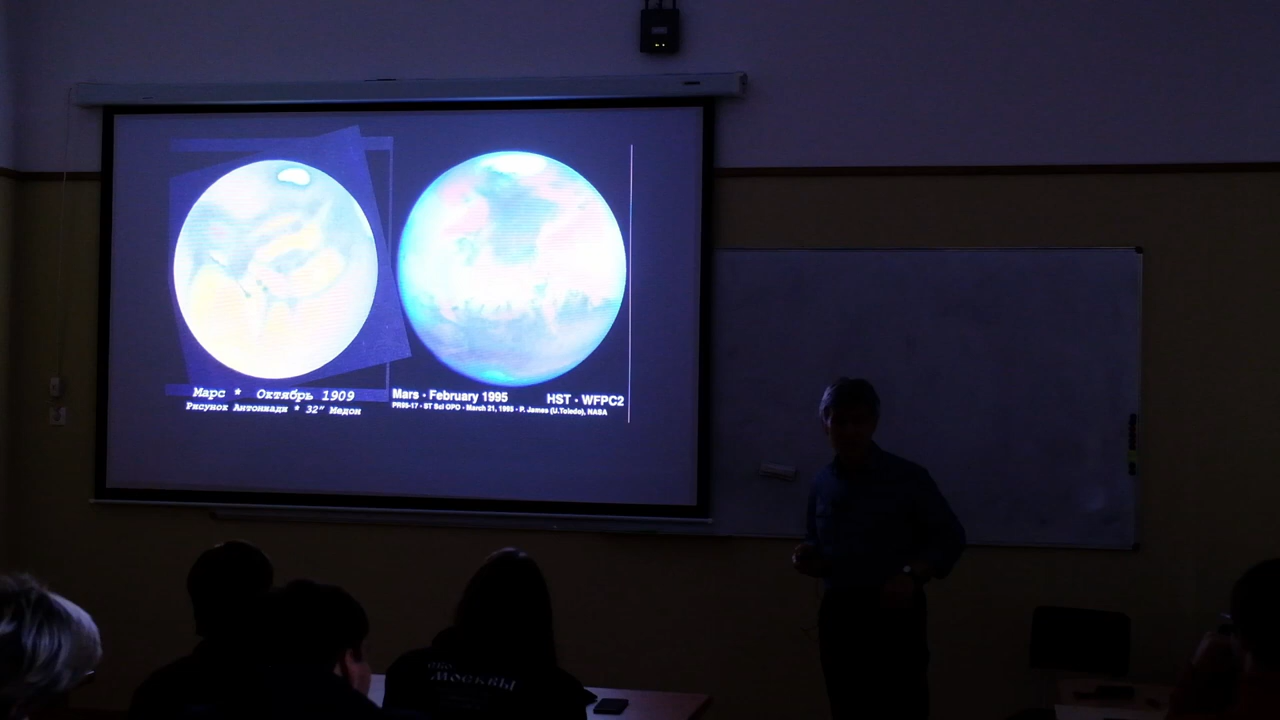 Марс * Октябрь 1909
Рисунок Антониади * 32" Медон
Mars · February 1995
HST · WFPC2
PR95-17 · ST ScI OPO · March 21, 1995 · P. James (U.Toledo), NASA
МОСКВЫ